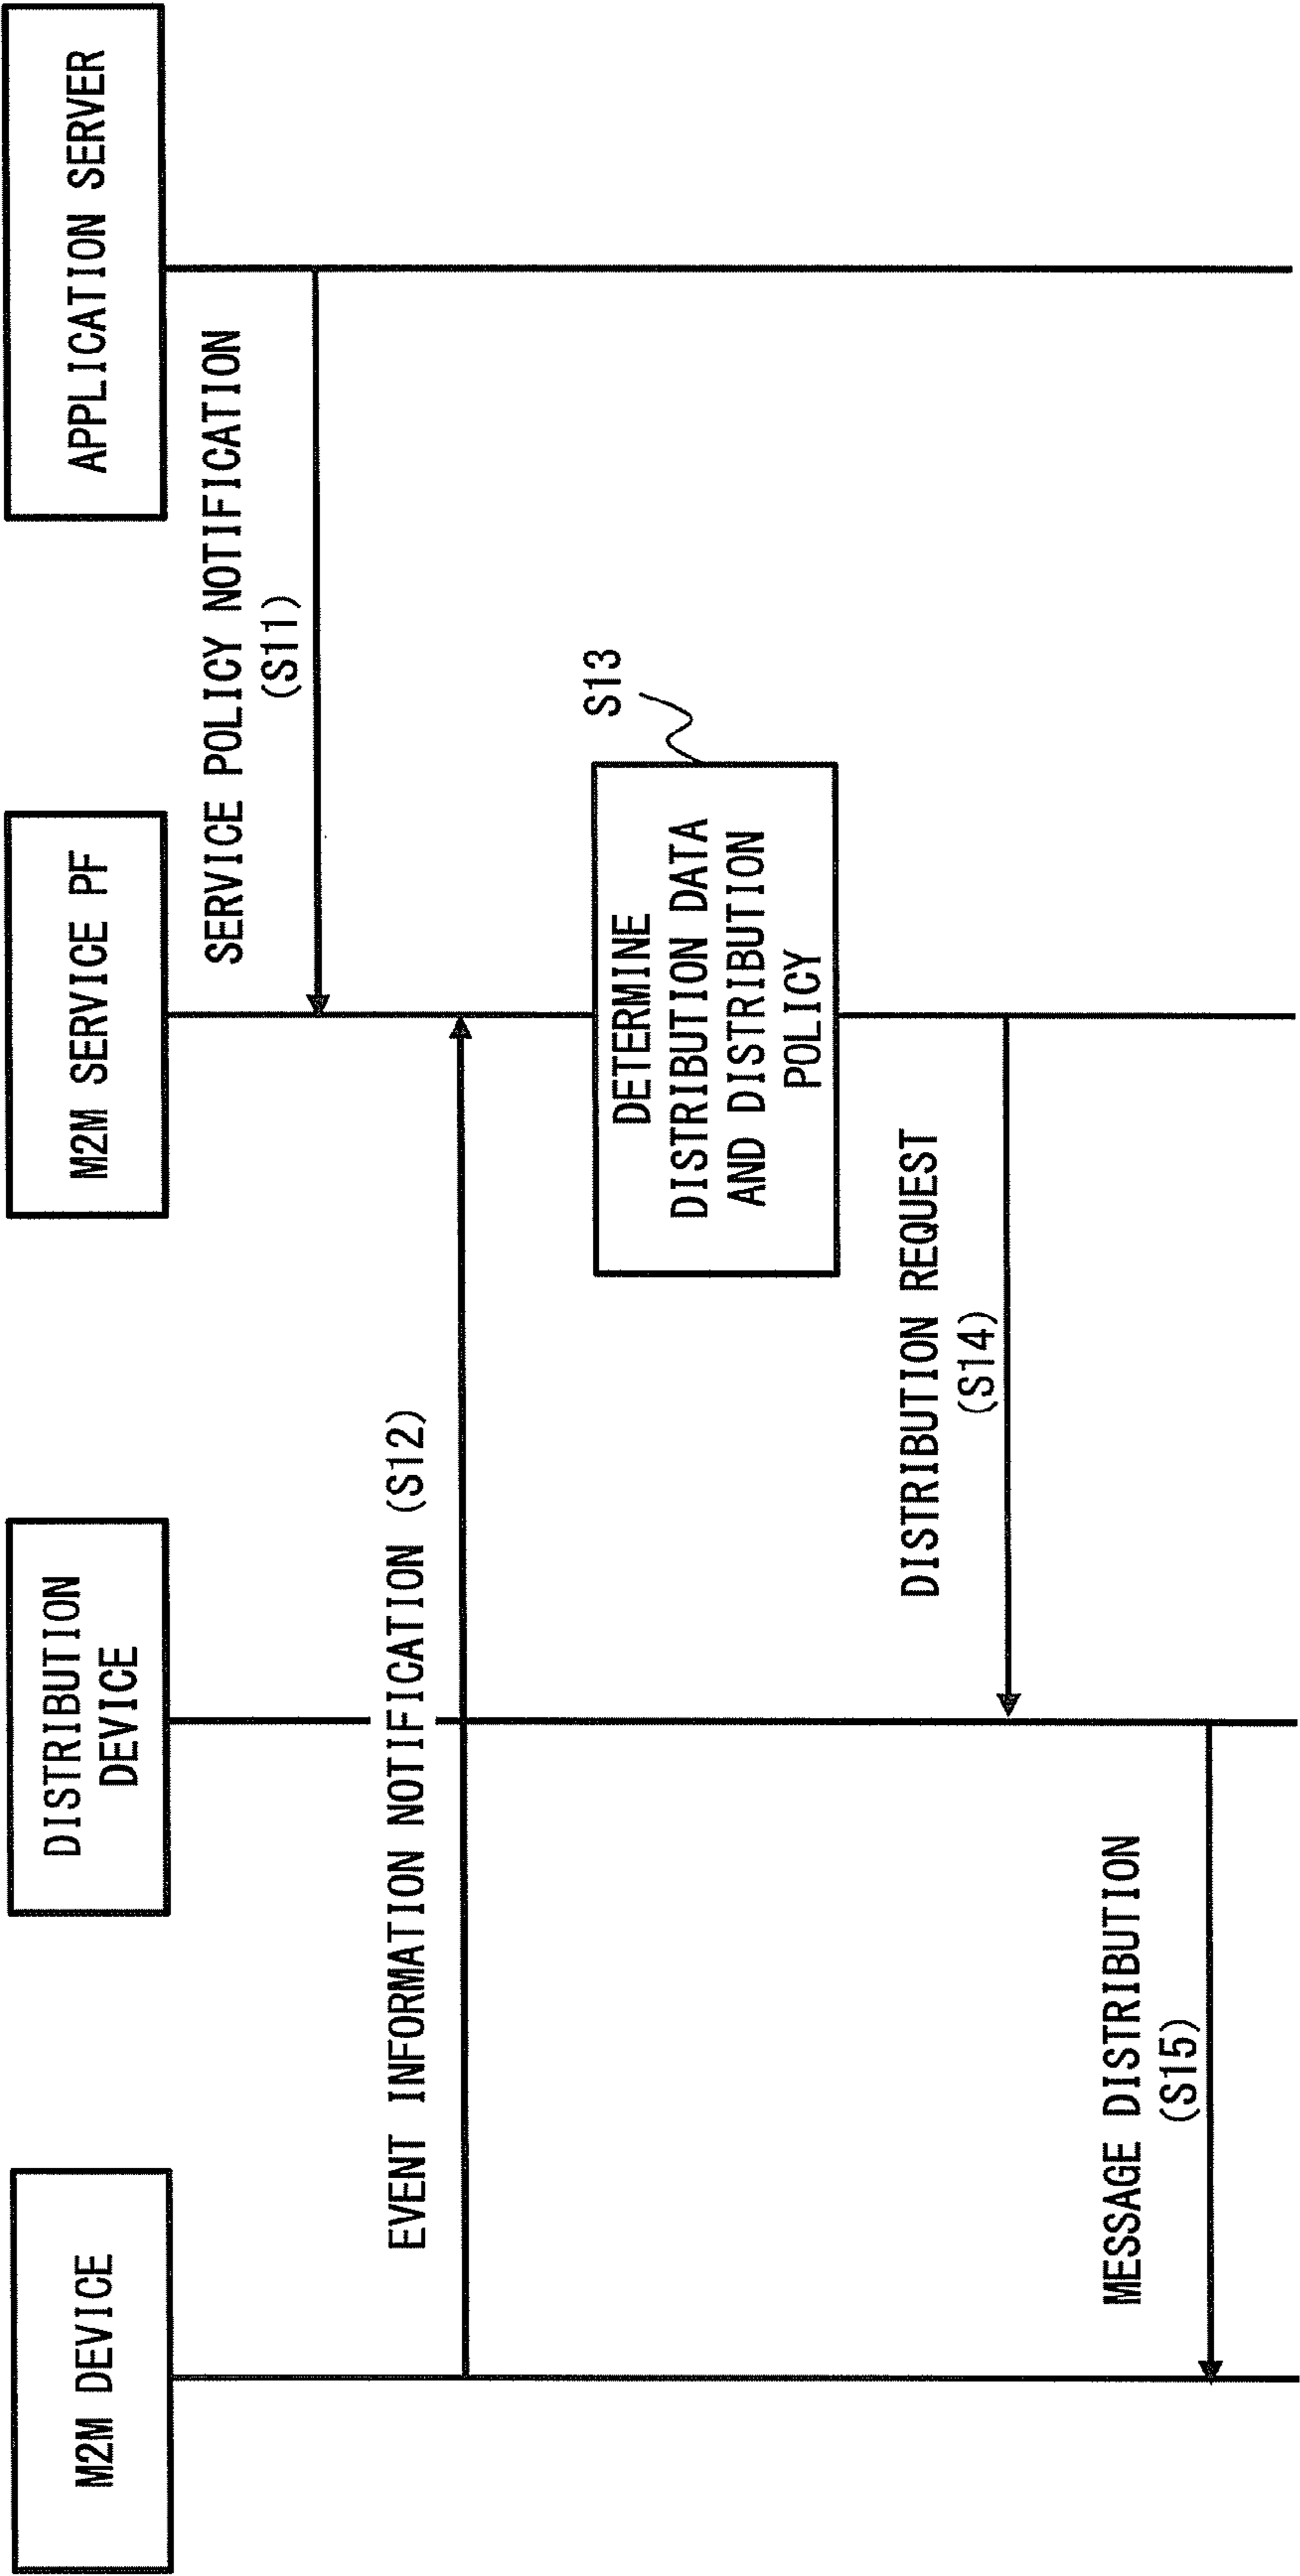 M2M DEVICE
DISTRIBUTION
DEVICE
M2M SERVICE PF
APPLICATION SERVER
SERVICE POLICY NOTIFICATION
(S11)
EVENT INFORMATION NOTIFICATION (S12)
S13
DETERMINE
DISTRIBUTION DATA
AND DISTRIBUTION
POLICY
DISTRIBUTION REQUEST
(S14)
MESSAGE DISTRIBUTION
(S15)